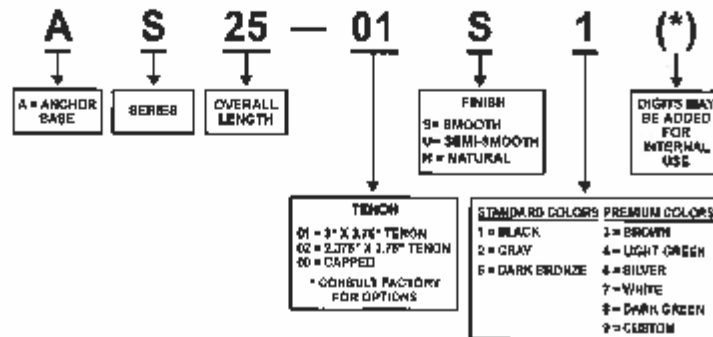 A S 25 — 01 S 1 (*)
A = ANCHOR
BASE
SERIES
OVERALL
LENGTH
FINISH
S = SMOOTH
= SEMI-SMOOTH
= NATURAL
DIGITS MAY
BE ADDED
FOR
INTERNAL
USE
TENON
01 = 3" X 3.75" TENON
02 = 2.375" X 3.75" TENON
00 = CAPPED
* CONSULT FACTORY
FOR OPTIONS
STANDARD COLORS
1 = BLACK
2 = GRAY
5 = DARK BRONZE
PREMIUM COLORS
3 = BROWN
4 = LIGHT GREEN
6 = SILVER
7 = WHITE
8 = DARK GREEN
9 = CUSTOM